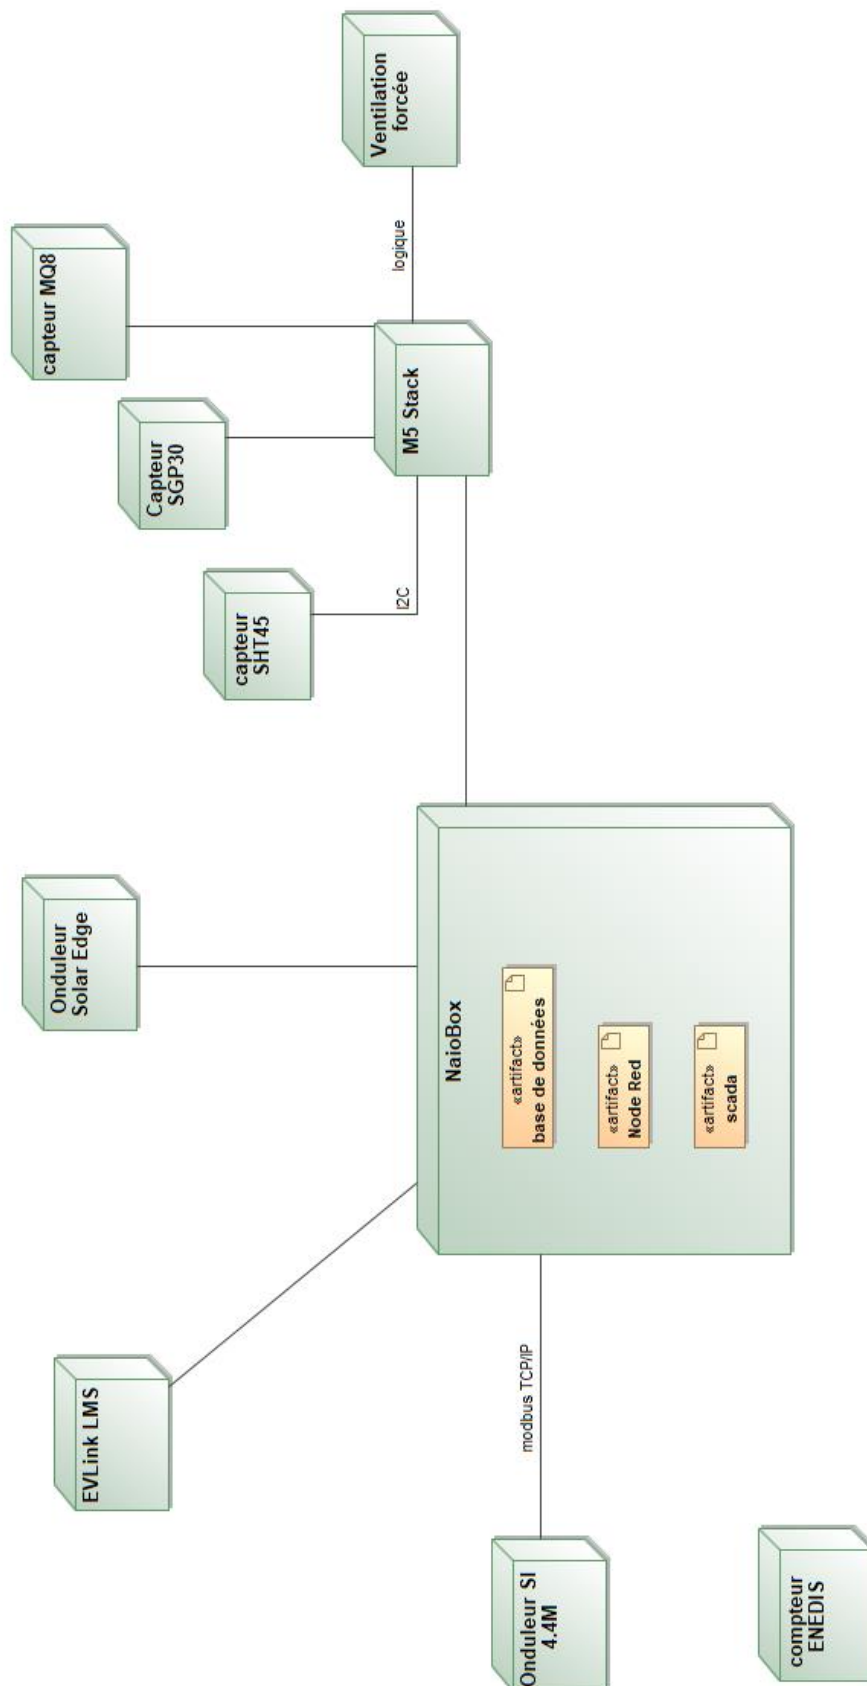 EVLink LMS
Onduleur
Solar Edge
capteur
SHT45
Capteur
SGP30
capteur MQ8
Onduleur SI
4.4M
modbus TCP/IP
NaioBox
«artifact»
base de données
«artifact»
Node Red
«artifact»
scada
I2C
M5 Stack
logique
Ventilation
forcée
compteur
ENEDIS